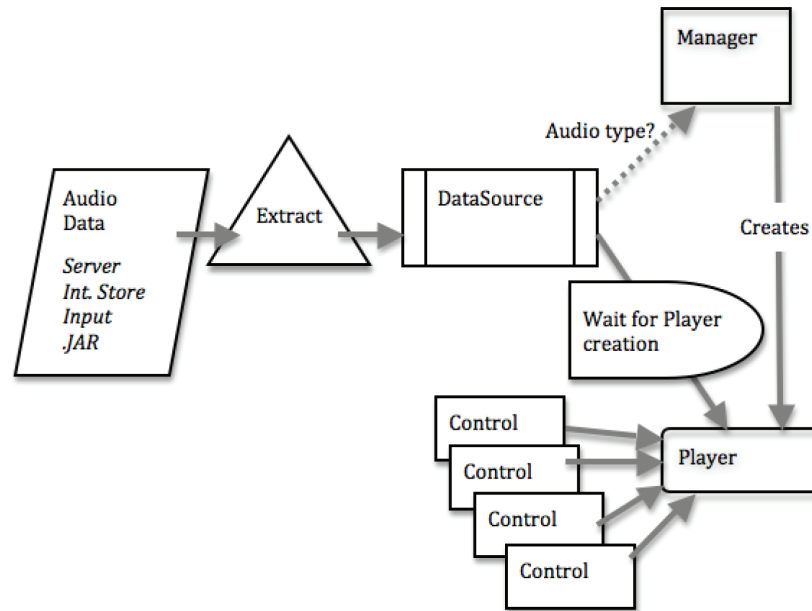 Manager
Audio type?
Audio
Data
Server
Int. Store
Input
.JAR
Extract
DataSource
Creates
Wait for Player
creation
Control
Control
Control
Control
Player